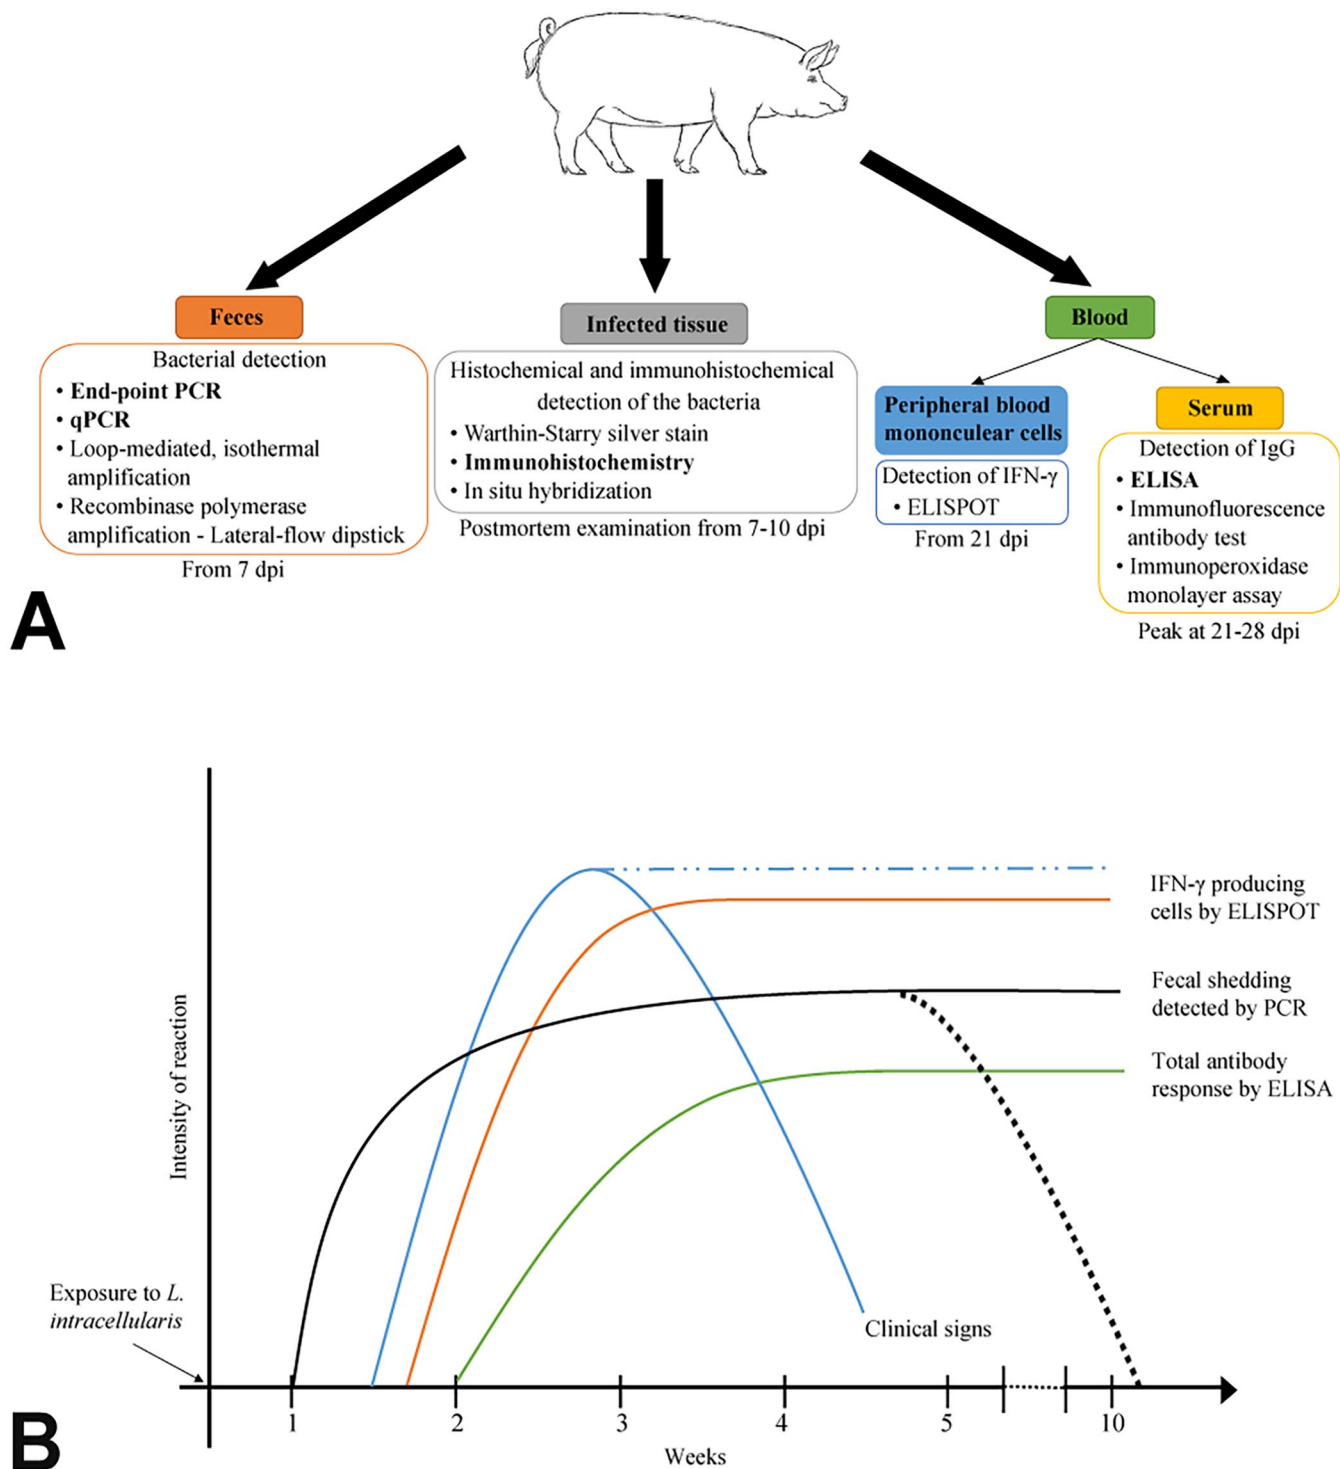 Feces
Bacterial detection
• End-point PCR
• qPCR
• Loop-mediated, isothermal
amplification
• Recombinase polymerase
amplification - Lateral-flow dipstick
From 7 dpi
Infected tissue
Histochemical and immunohistochemical
detection of the bacteria
• Warthin-Starry silver stain
• Immunohistochemistry
• In situ hybridization
Postmortem examination from 7-10 dpi
Blood
Peripheral blood
mononculear cells
Detection of IFN-γ
• ELISPOT
From 21 dpi
Serum
Detection of IgG
• ELISA
• Immunofluorescence
antibody test
• Immunoperoxidase
monolayer assay
Peak at 21-28 dpi
A
IFN-γ producing
cells by ELISPOT
Fecal shedding
detected by PCR
Total antibody
response by ELISA
Intensity of reaction
Exposure to L.
intracellularis
Clinical signs
1 2 3 4 5 10
Weeks
B